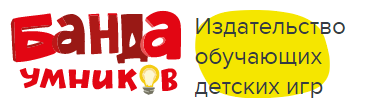 БАНДА
УМНИКОВ
Издательство
обучающих
детских игр